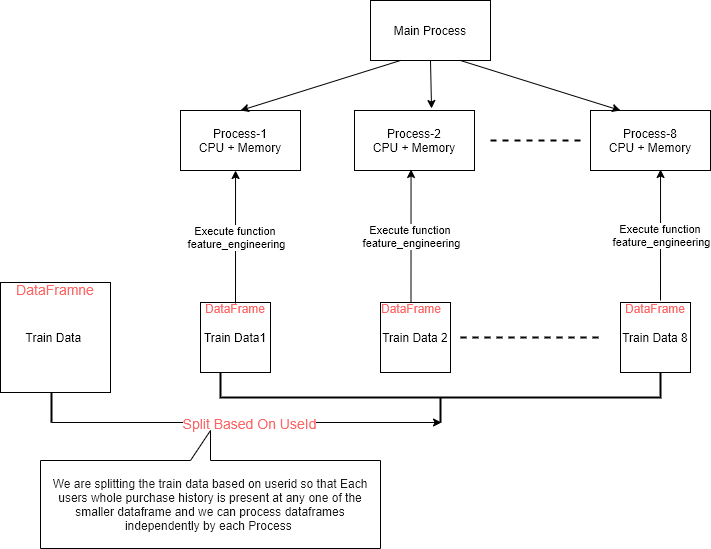 Main Process
Process-1
CPU + Memory
Process-2
CPU + Memory
Process-8
CPU + Memory
Execute function
feature_engineering
Execute function
feature_engineering
Execute function
feature_engineering
DataFramne
Train Data
DataFrame
Train Data1
DataFrame
Train Data 2
DataFrame
Train Data 8
Split Based On UseId
We are splitting the train data based on userid so that Each
users whole purchase history is present at any one of the
smaller dataframe and we can process dataframes
independently by each Process